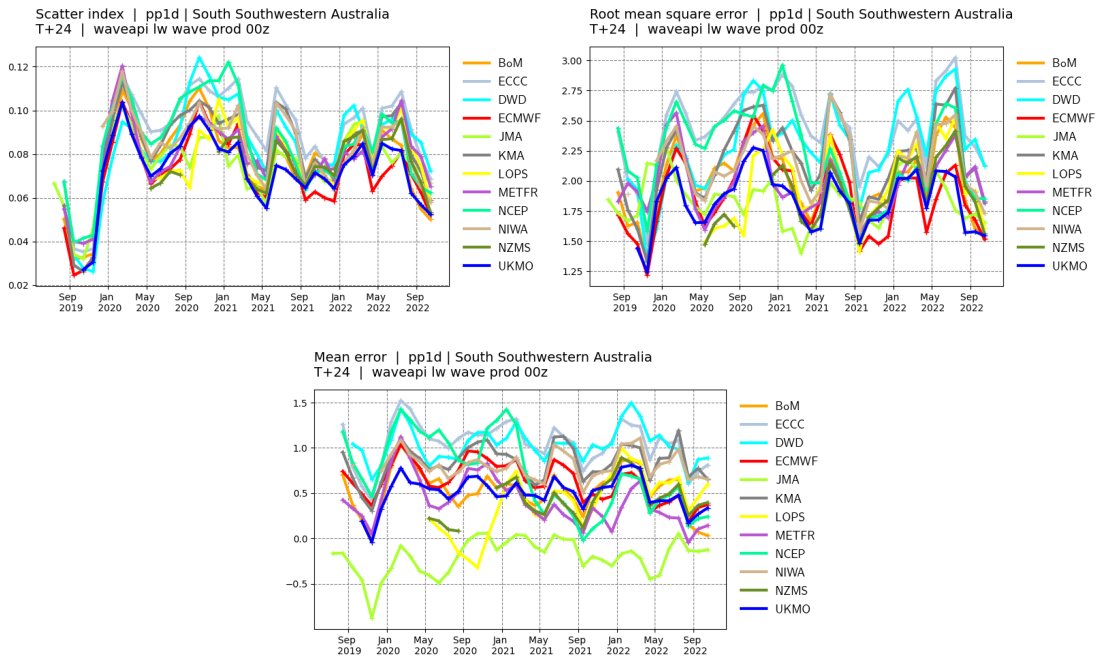 Scatter index | pp1d | South Southwestern Australia
T+24 | waveapi lw wave prod 00z
0.12
0.10
0.08
0.06
0.04
0.02
Sep 2019
Jan 2020
May 2020
Sep 2020
Jan 2021
May 2021
Sep 2021
Jan 2022
May 2022
Sep 2022
BoM
ECCC
DWD
ECMWF
JMA
KMA
LOPS
METFR
NCEP
NIWA
NZMS
UKMO
Root mean square error | pp1d | South Southwestern Australia
T+24 | waveapi lw wave prod 00z
3.00
2.75
2.50
2.25
2.00
1.75
1.50
1.25
Sep 2019
Jan 2020
May 2020
Sep 2020
Jan 2021
May 2021
Sep 2021
Jan 2022
May 2022
Sep 2022
BoM
ECCC
DWD
ECMWF
JMA
KMA
LOPS
METFR
NCEP
NIWA
NZMS
UKMO
Mean error | pp1d | South Southwestern Australia
T+24 | waveapi lw wave prod 00z
1.5
1.0
0.5
0.0
−0.5
Sep 2019
Jan 2020
May 2020
Sep 2020
Jan 2021
May 2021
Sep 2021
Jan 2022
May 2022
Sep 2022
BoM
ECCC
DWD
ECMWF
JMA
KMA
LOPS
METFR
NCEP
NIWA
NZMS
UKMO